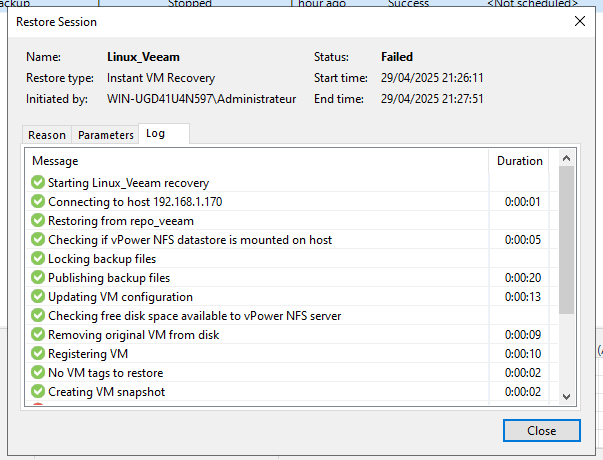 ackup Stopped 1 hour ago Success <Not scheduled>
Restore Session
Name: Linux_Veeam Status: Failed
Restore type: Instant VM Recovery Start time: 29/04/2025 21:26:11
Initiated by: WIN-UGD41U4N597\Administrateur End time: 29/04/2025 21:27:51
Reason Parameters Log
Message Duration
Starting Linux_Veeam recovery
Connecting to host 192.168.1.170 0:00:01
Restoring from repo_veeam
Checking if vPower NFS datastore is mounted on host 0:00:05
Locking backup files
Publishing backup files 0:00:20
Updating VM configuration 0:00:13
Checking free disk space available to vPower NFS server
Removing original VM from disk 0:00:09
Registering VM 0:00:10
No VM tags to restore 0:00:02
Creating VM snapshot 0:00:02
Close